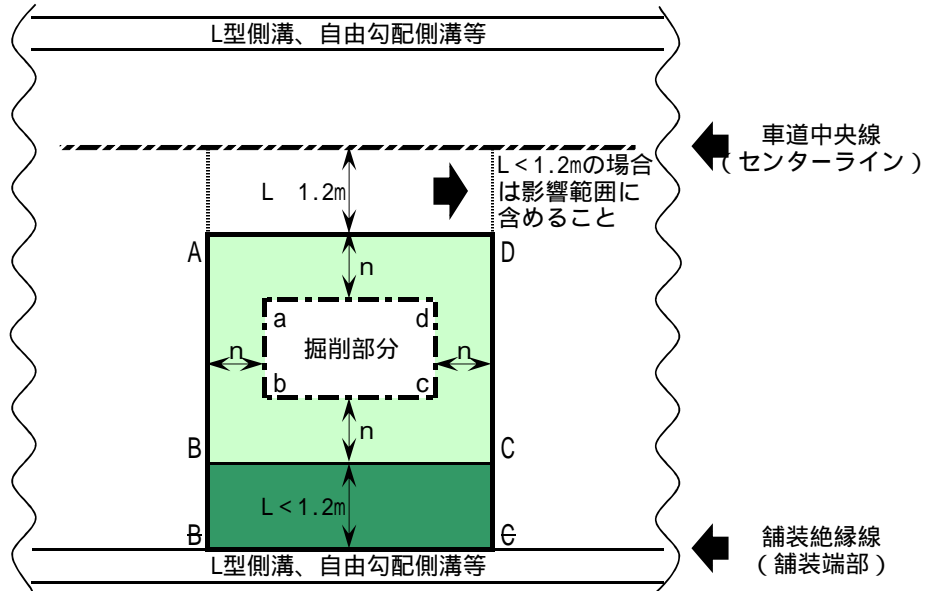 L型側溝、自由勾配側溝等
車道中央線
(センターライン)
L 1.2m
L<1.2mの場合
は影響範囲に
含めること
A
D
n
a
d
掘削部分
n
n
b
c
n
B
C
L<1.2m
B
C
L型側溝、自由勾配側溝等
舗装絶縁線
(舗装端部)